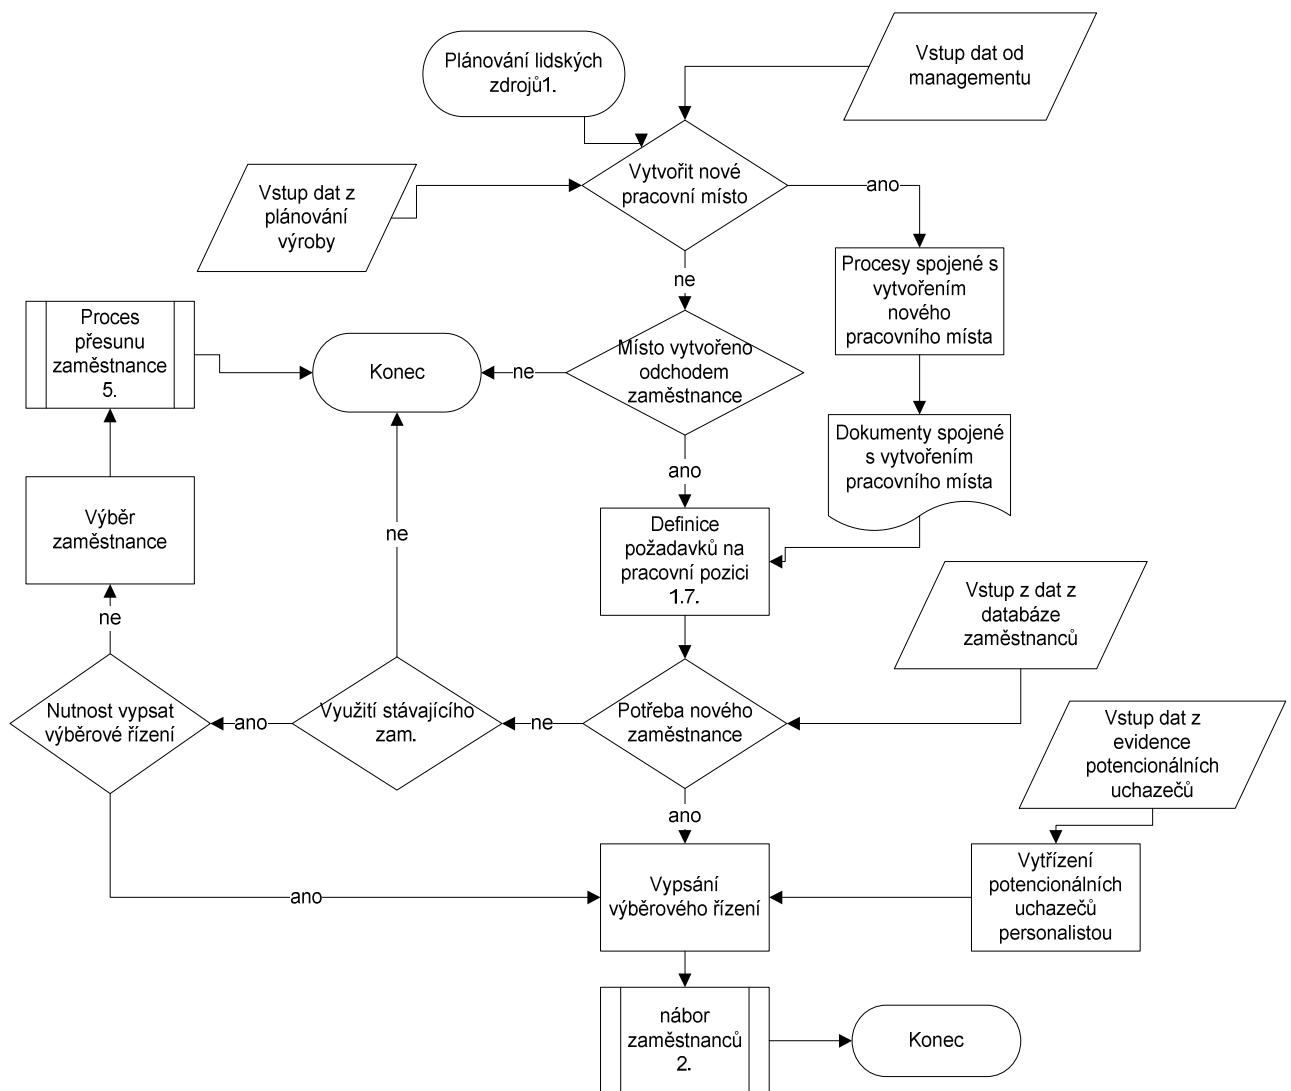 Plánování lidských
zdrojů1.
Vstup dat od
managementu
Vytvořit nové
pracovní místo
ano
Vstup dat z
plánování
výroby
ne
Procesy spojené s
vytvořením
nového
pracovního místa
Proces
přesunu
zaměstnance
5.
Konec
ne
Místo vytvořeno
odchodem
zaměstnance
Dokumenty spojené
s vytvořením
pracovního místa
ano
Výběr
zaměstnance
ne
Definice
požadavků na
pracovní pozici
1.7.
Vstup z dat z
databáze
zaměstnanců
ne
Nutnost vypsat
výběrové řízení
ano
Využití stávajícího
zam.
ne
Potřeba nového
zaměstnance
Vstup dat z
evidence
potencionálních
uchazečů
ano
ano
Vypsání
výběrového řízení
Vytřízení
potencionálních
uchazečů
personalistou
nábor
zaměstnanců
2.
Konec